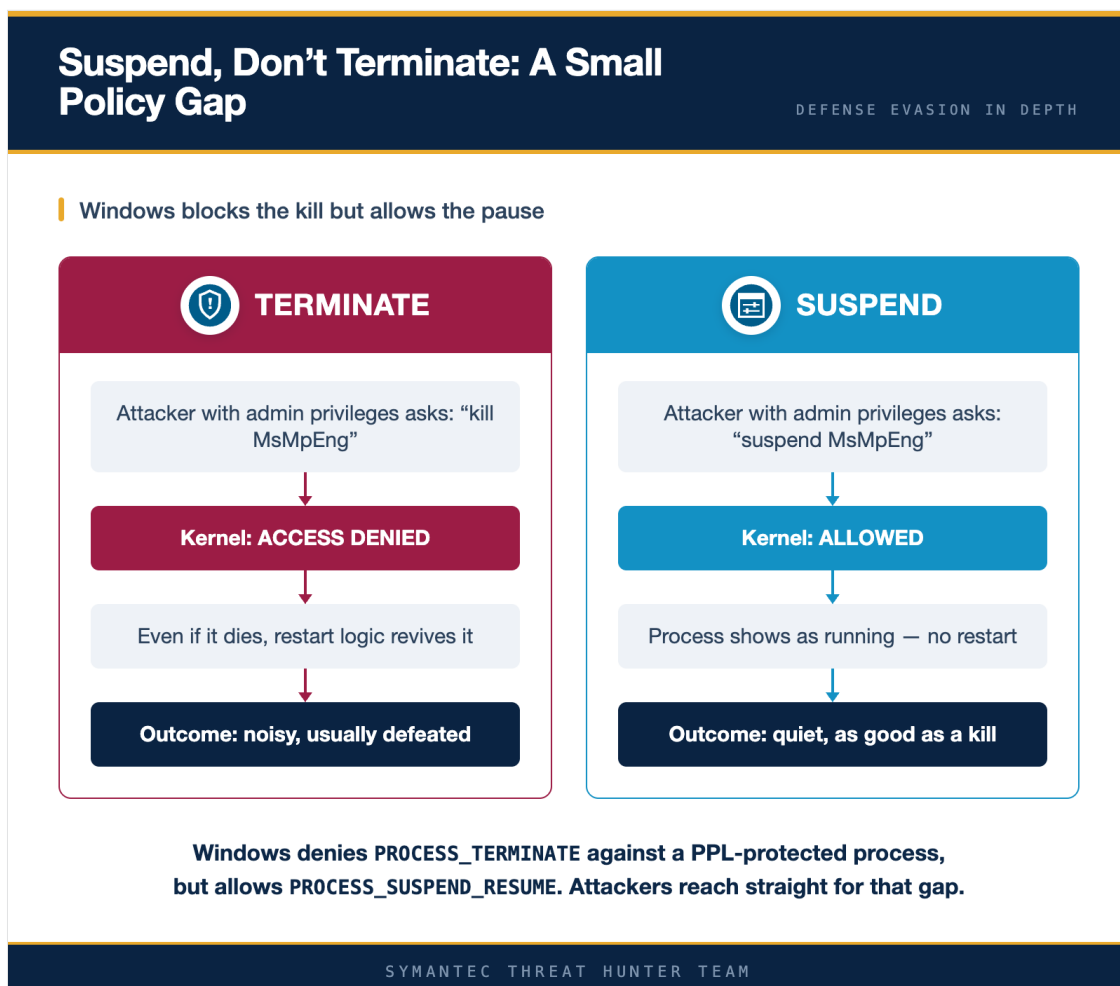 Suspend, Don’t Terminate: A Small
Policy Gap
DEFENSE EVASION IN DEPTH
Windows blocks the kill but allows the pause
TERMINATE
Attacker with admin privileges asks: “kill
MsMpEng”
Kernel: ACCESS DENIED
Even if it dies, restart logic revives it
Outcome: noisy, usually defeated
SUSPEND
Attacker with admin privileges asks:
“suspend MsMpEng”
Kernel: ALLOWED
Process shows as running — no restart
Outcome: quiet, as good as a kill
Windows denies PROCESS_TERMINATE against a PPL-protected process,
but allows PROCESS_SUSPEND_RESUME. Attackers reach straight for that gap.
SYMANTEC THREAT HUNTER TEAM